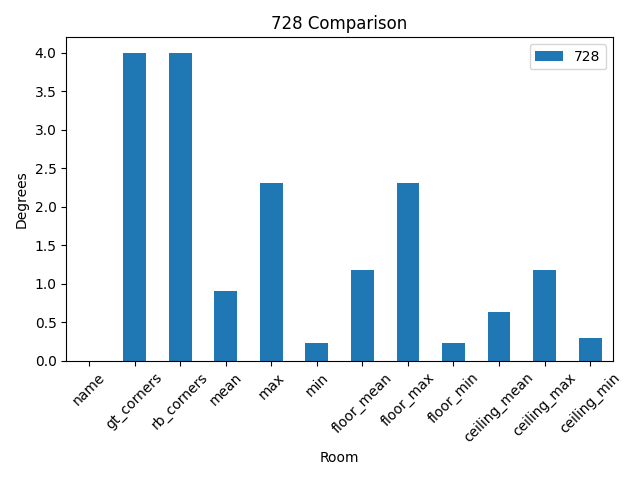 728 Comparison
728
Degrees
4.0
3.5
3.0
2.5
2.0
1.5
1.0
0.5
0.0
name
gt_corners
rb_corners
mean
max
min
floor_mean
floor_max
floor_min
ceiling_mean
ceiling_max
ceiling_min
Room